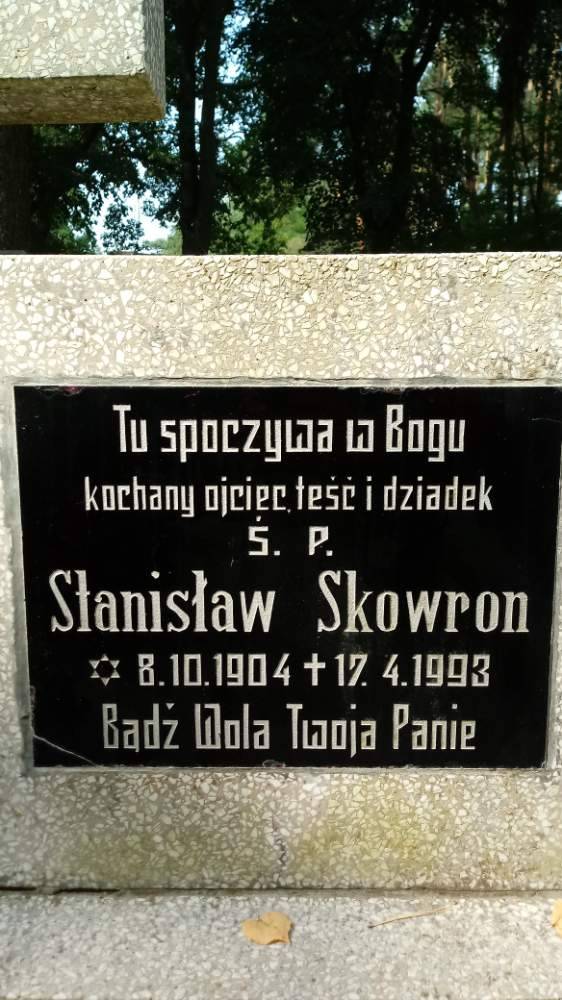 Tu spoczywa w Bogu
kochany ojciec, teść i dziadek
Ś. P.
Stanisław Skowron
✡ 8.10.1904 ✝ 17.4.1993
Bądź Wola Twoja Panie